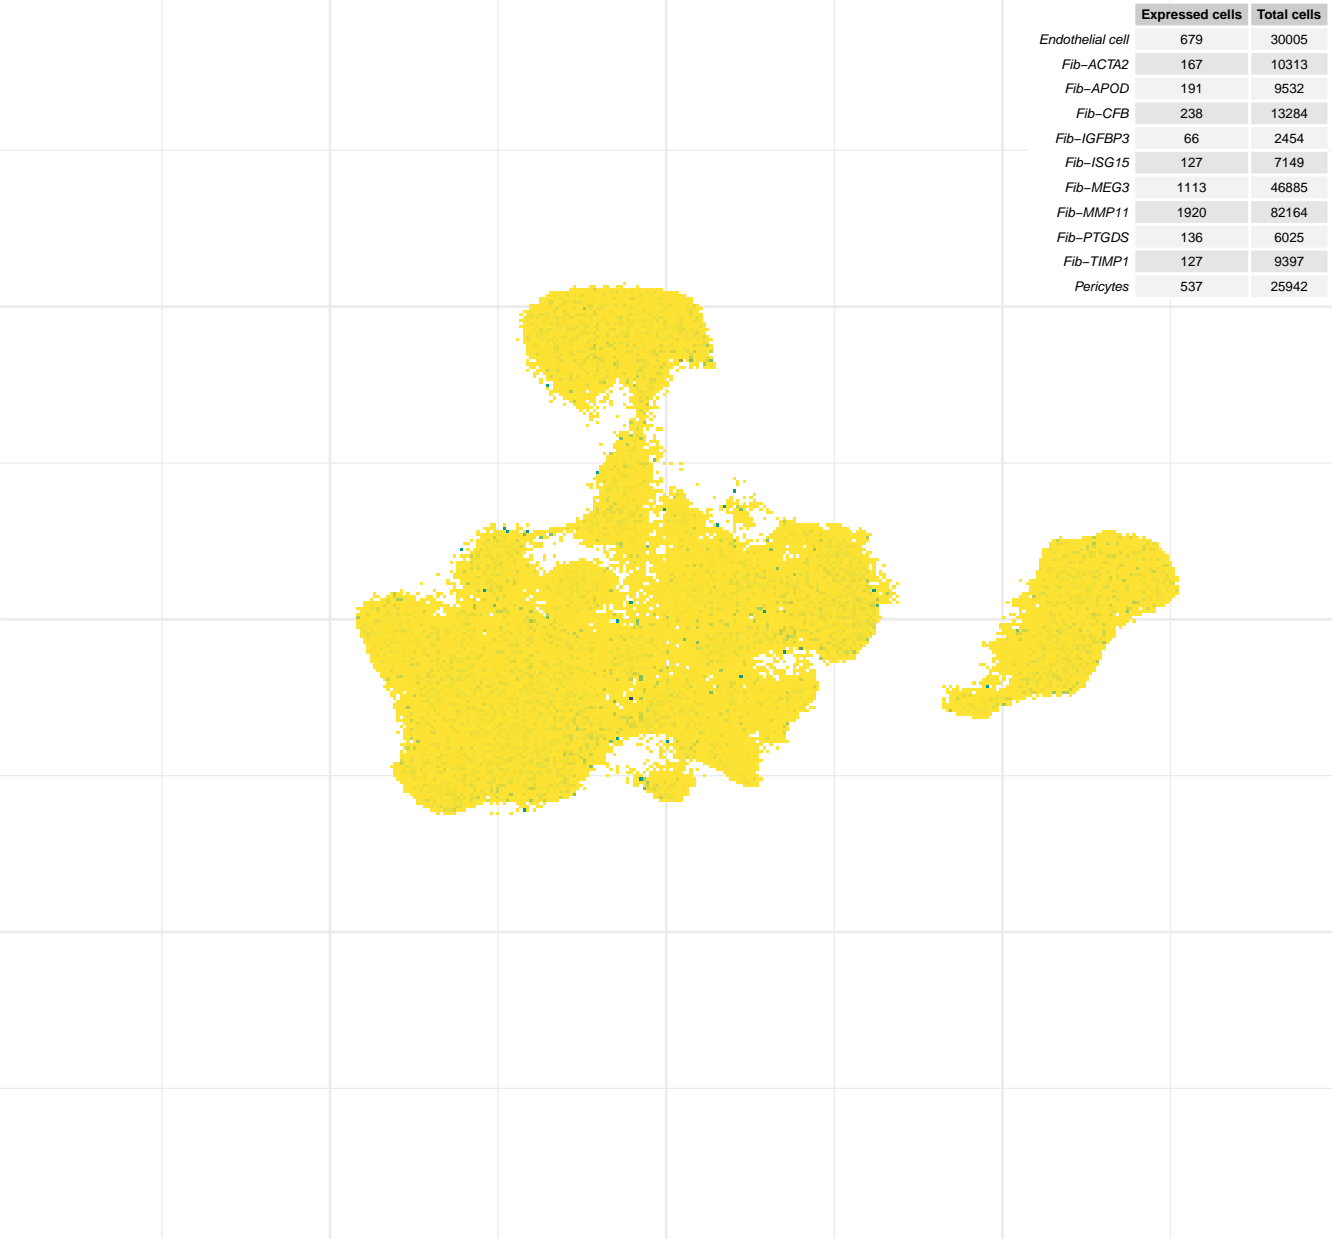 Expressed cells Total cells
Endothelial cell 679 30005
Fib−ACTA2 167 10313
Fib−APOD 191 9532
Fib−CFB 238 13284
Fib−IGFBP3 66 2454
Fib−ISG15 127 7149
Fib−MEG3 1113 46885
Fib−MMP11 1920 82164
Fib−PTGDS 136 6025
Fib−TIMP1 127 9397
Pericytes 537 25942